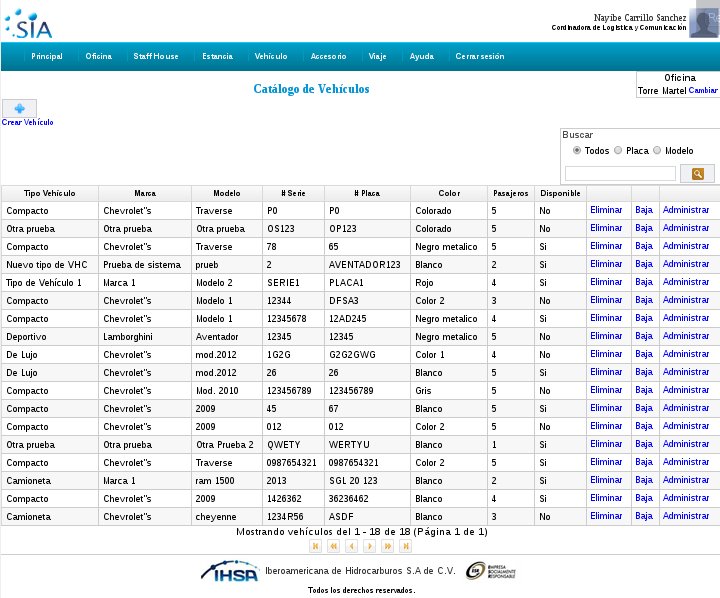 SIA
Nayibe Carrillo Sanchez
Cordinadora de Logística y Comunicación
Principal Oficina Staff House Estancia Vehículo Accesorio Viaje Ayuda Cerrar sesión
Oficina
Torre Martel Cambiar
Catálogo de Vehículos
Crear Vehículo
Buscar
Todos Placa Modelo
Tipo Vehículo Marca Modelo # Serie # Placa Color Pasajeros Disponible
Compacto Chevrolet"s Traverse P0 P0 Colorado 5 No Eliminar Baja Administrar
Otra prueba Otra prueba Otra prueba OS123 OP123 Colorado 5 No Eliminar Baja Administrar
Compacto Chevrolet"s Traverse 78 65 Negro metalico 5 Si Eliminar Baja Administrar
Nuevo tipo de VHC Prueba de sistema prueb 2 AVENTADOR123 Blanco 2 Si Eliminar Baja Administrar
Tipo de Vehículo 1 Marca 1 Modelo 2 SERIE1 PLACA1 Rojo 4 Si Eliminar Baja Administrar
Compacto Chevrolet"s Modelo 1 12344 DFSA3 Color 2 3 No Eliminar Baja Administrar
Compacto Chevrolet"s Modelo 1 12345678 12AD245 Negro metalico 4 Si Eliminar Baja Administrar
Deportivo Lamborghini Aventador 12345 12345 Negro metalico 5 No Eliminar Baja Administrar
De Lujo Chevrolet"s mod.2012 1G2G G2G2GWG Color 1 4 No Eliminar Baja Administrar
De Lujo Chevrolet"s mod.2012 26 26 Blanco 5 Si Eliminar Baja Administrar
Compacto Chevrolet"s Mod. 2010 123456789 123456789 Gris 5 No Eliminar Baja Administrar
Compacto Chevrolet"s 2009 45 67 Blanco 5 Si Eliminar Baja Administrar
Compacto Chevrolet"s 2009 012 012 Color 2 5 No Eliminar Baja Administrar
Otra prueba Otra prueba Otra Prueba 2 QWETY WERTYU Blanco 1 Si Eliminar Baja Administrar
Compacto Chevrolet"s Traverse 0987654321 0987654321 Color 2 5 Si Eliminar Baja Administrar
Camioneta Marca 1 ram 1500 2013 SGL 20 123 Blanco 2 Si Eliminar Baja Administrar
Compacto Chevrolet"s 2009 1426362 36236462 Blanco 4 Si Eliminar Baja Administrar
Camioneta Chevrolet"s cheyenne 1234R56 ASDF Blanco 3 No Eliminar Baja Administrar
Mostrando vehículos del 1 - 18 de 18 (Página 1 de 1)
IHSA Iberoamericana de Hidrocarburos S.A de C.V. ESR EMPRESA SOCIALMENTE RESPONSABLE
Todos los derechos reservados.